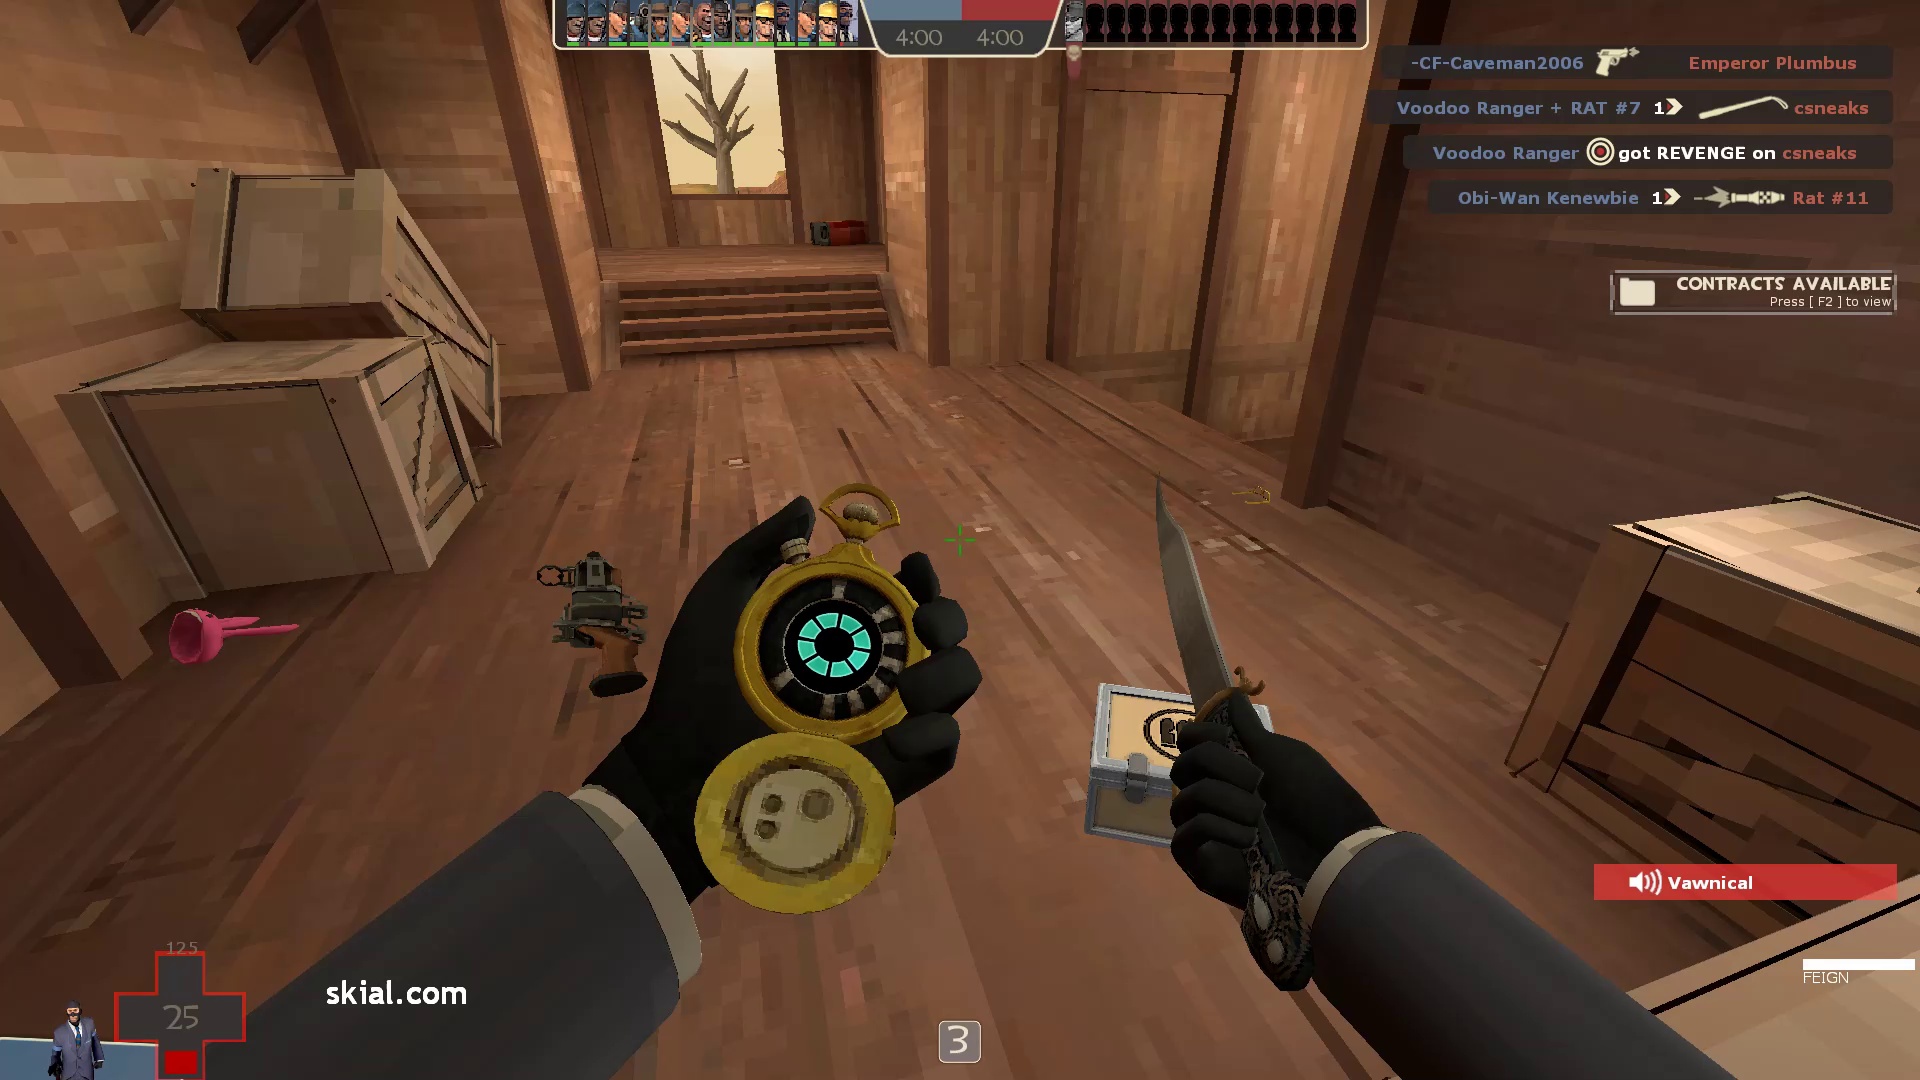 4:00 4:00
-CF-Caveman2006 Emperor Plumbus
Voodoo Ranger + RAT #7 1 csneaks
Voodoo Ranger got REVENGE on csneaks
Obi-Wan Kenewbie 1 Rat #11
CONTRACTS AVAILABLE
Press [ F2 ] to view
Vawnical
FEIGN
125
25
skial.com
3